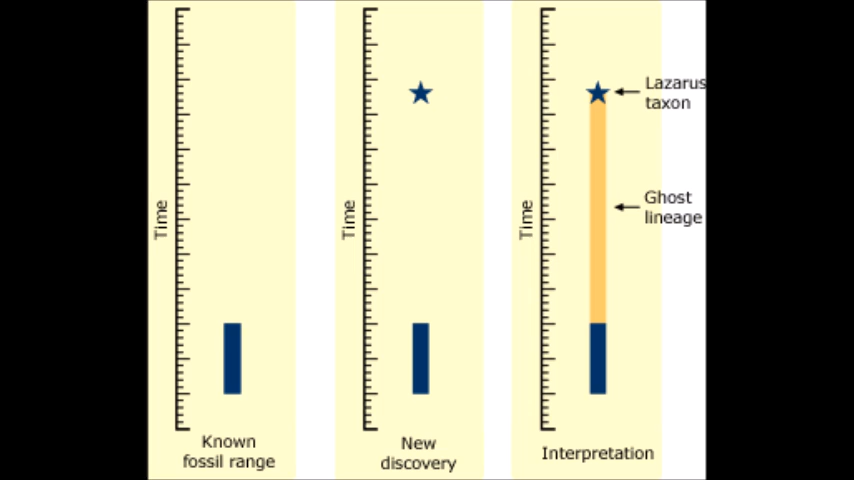 Time
Known
fossil range
Time
New
discovery
Time
Lazarus
taxon
Ghost
lineage
Interpretation